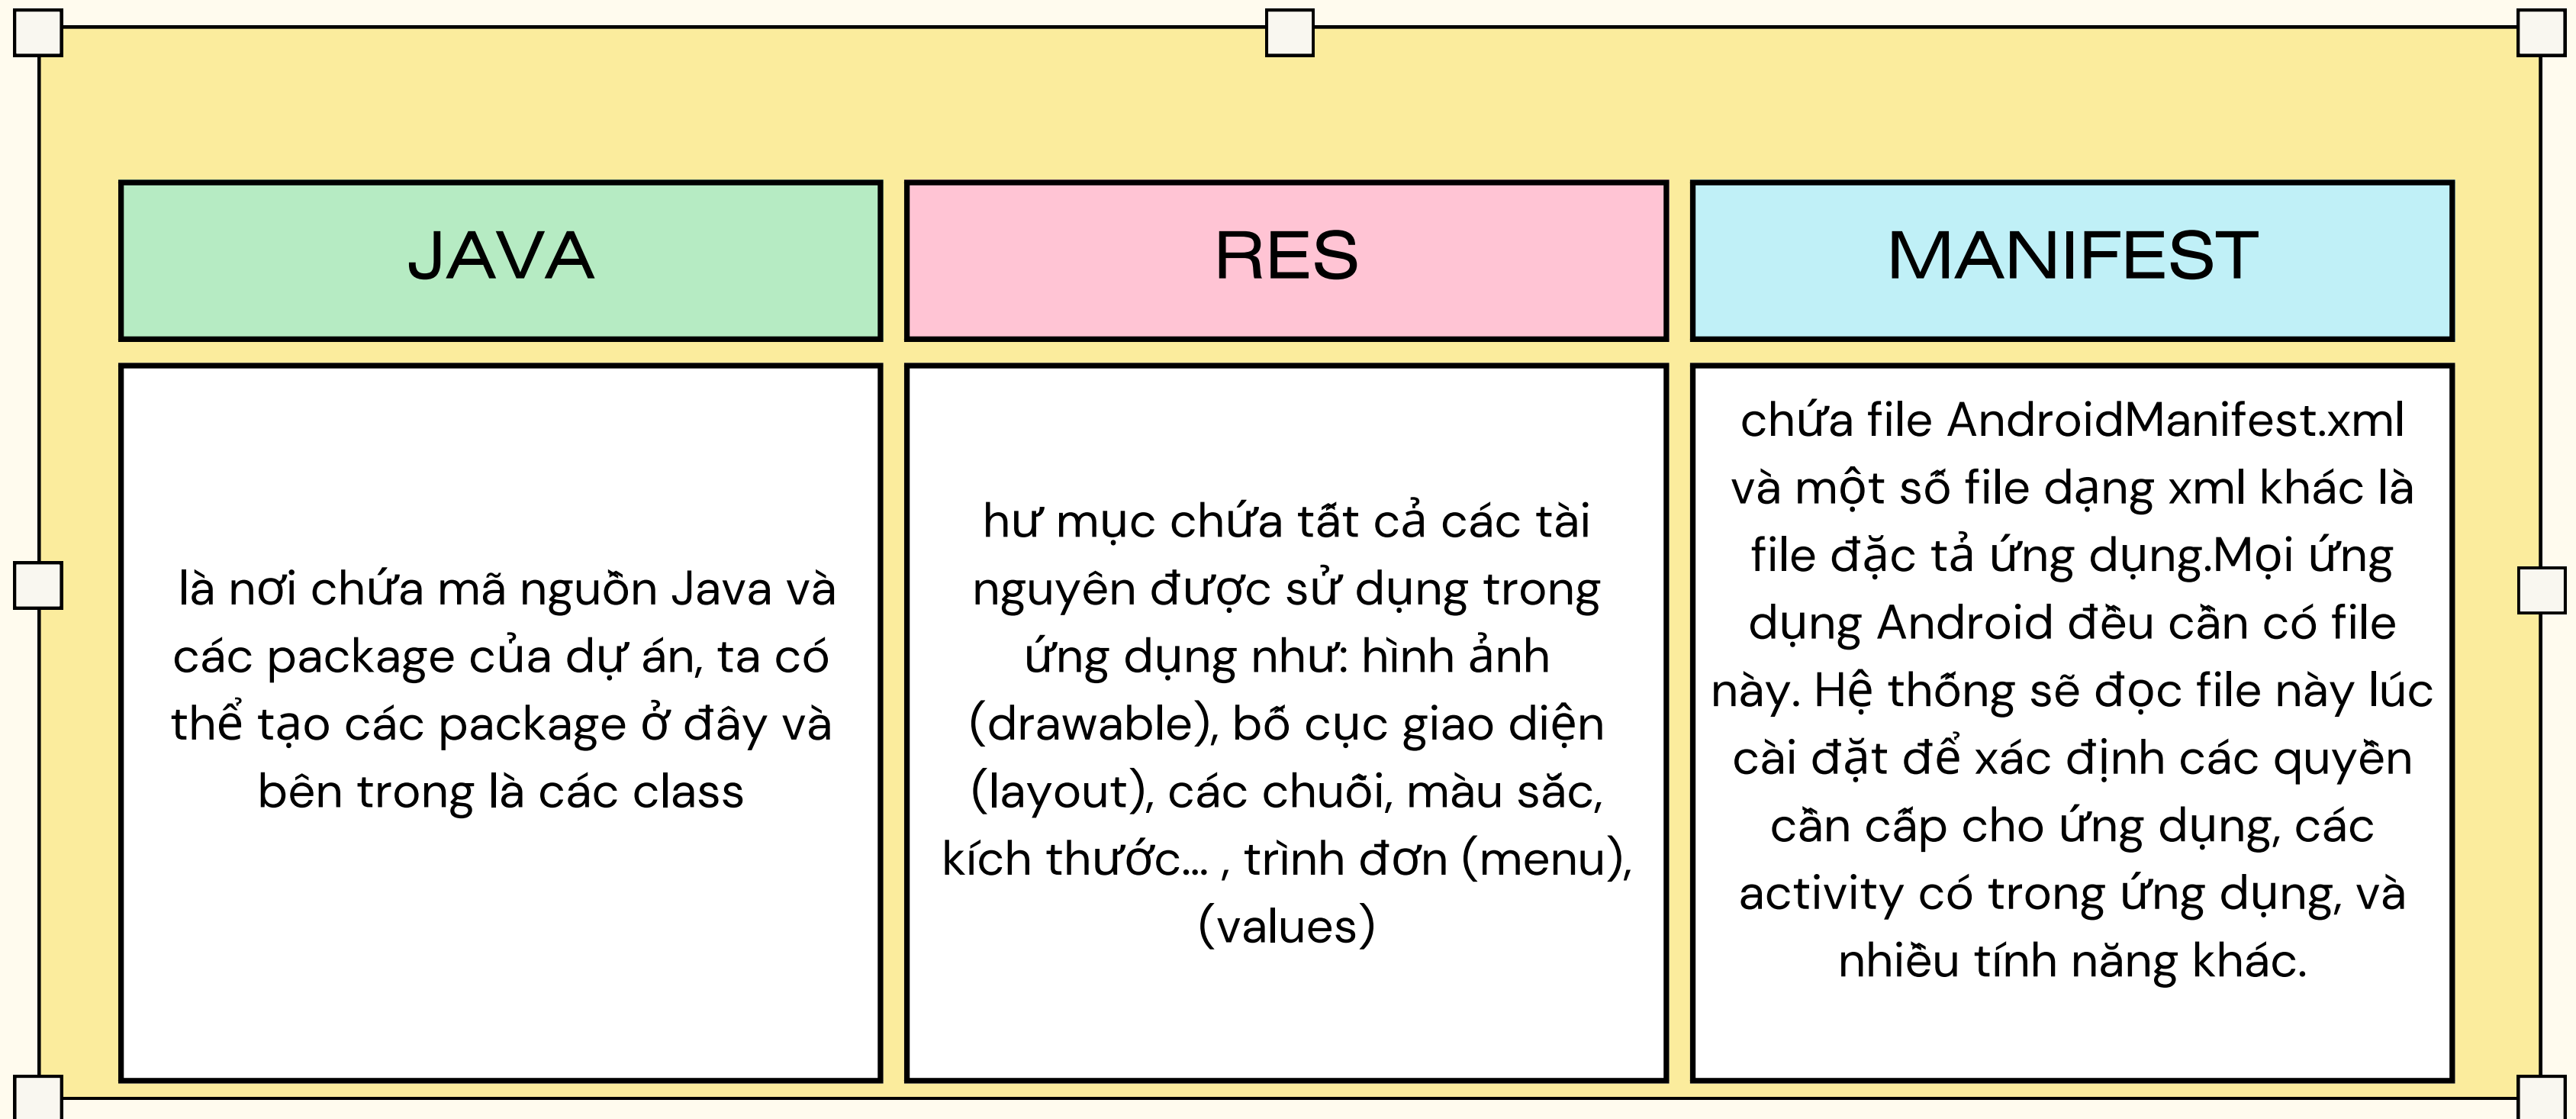 JAVA
RES
MANIFEST
là nơi chứa mã nguồn Java và
các package của dự án, ta có
thể tạo các package ở đây và
bên trong là các class
hư mục chứa tất cả các tài
nguyên được sử dụng trong
ứng dụng như: hình ảnh
(drawable), bố cục giao diện
(layout), các chuỗi, màu sắc,
kích thước... , trình đơn (menu),
(values)
chứa file AndroidManifest.xml
và một số file dạng xml khác là
file đặc tả ứng dụng.Mọi ứng
dụng Android đều cần có file
này. Hệ thống sẽ đọc file này lúc
cài đặt để xác định các quyền
cần cấp cho ứng dụng, các
activity có trong ứng dụng, và
nhiều tính năng khác.